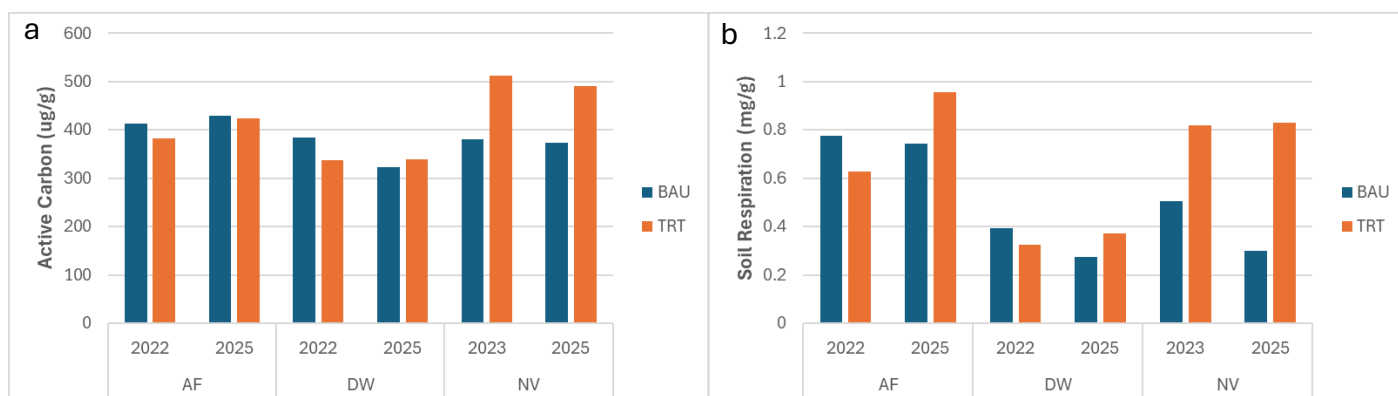 a
Active Carbon (ug/g)
600
500
400
300
200
100
0
2022 2025 2022 2025 2023 2025
AF DW NV
BAU
TRT
b
Soil Respiration (mg/g)
1.2
1
0.8
0.6
0.4
0.2
0
2022 2025 2022 2025 2023 2025
AF DW NV
BAU
TRT